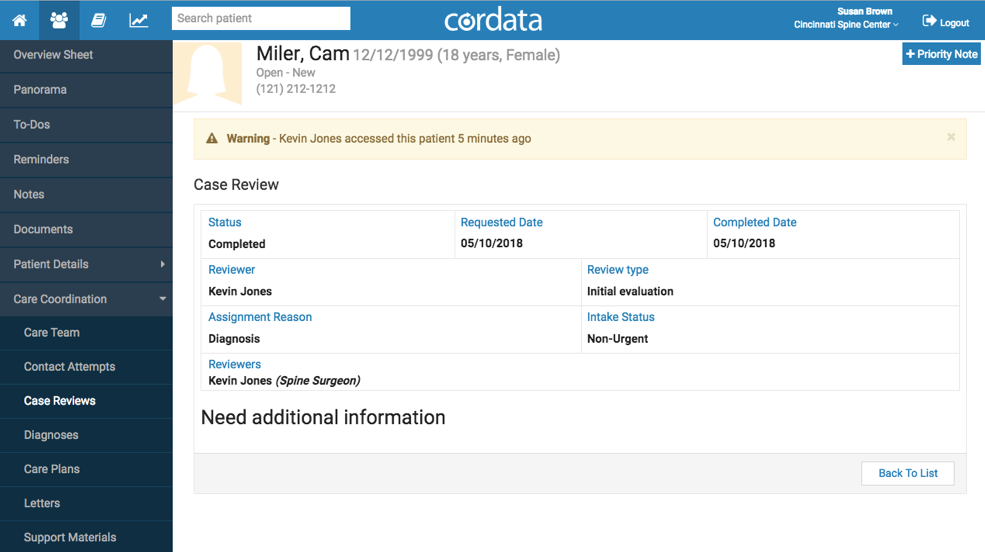 Search patient
cordata
Susan Brown
Cincinnati Spine Center
Logout
Overview Sheet
Panorama
To-Dos
Reminders
Notes
Documents
Patient Details
Care Coordination
Care Team
Contact Attempts
Case Reviews
Diagnoses
Care Plans
Letters
Support Materials
Miler, Cam 12/12/1999 (18 years, Female)
Open - New
(121) 212-1212
+ Priority Note
Warning - Kevin Jones accessed this patient 5 minutes ago ×
Case Review
Status Requested Date Completed Date
Completed 05/10/2018 05/10/2018
Reviewer Review type
Kevin Jones Initial evaluation
Assignment Reason Intake Status
Diagnosis Non-Urgent
Reviewers
Kevin Jones (Spine Surgeon)
Need additional information
Back To List